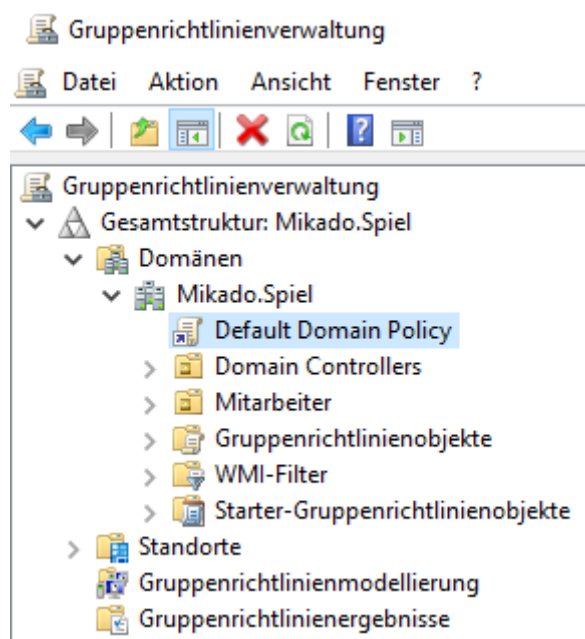 Gruppenrichtlinienverwaltung
Datei Aktion Ansicht Fenster ?
Gruppenrichtlinienverwaltung
Gesamtstruktur: Mikado.Spiel
Domänen
Mikado.Spiel
Default Domain Policy
Domain Controllers
Mitarbeiter
Gruppenrichtlinienobjekte
WMI-Filter
Starter-Gruppenrichtlinienobjekte
Standorte
Gruppenrichtlinienmodellierung
Gruppenrichtlinienergebnisse